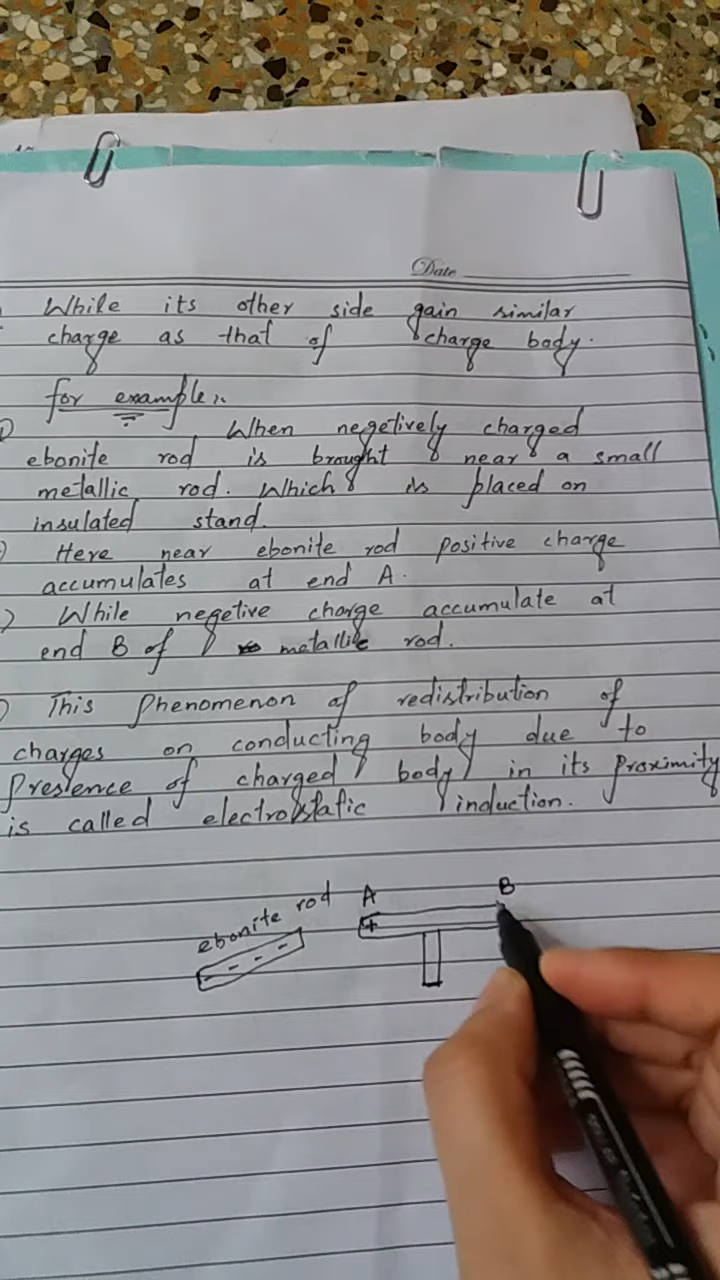 Date
While its other side gain similar
charge as that of charge body.
for example:
When negetively charged
ebonite rod is brought near a small
metallic rod. Which is placed on
insulated stand.
Here near ebonite rod positive charge
accumulates at end A.
While negetive charge accumulate at
end B of metallic rod.
This phenomenon of redistribution of
charges on conducting body due to
Presence of charged body in its proximity
is called electrostatic induction.
ebonite rod A B
- - - - +